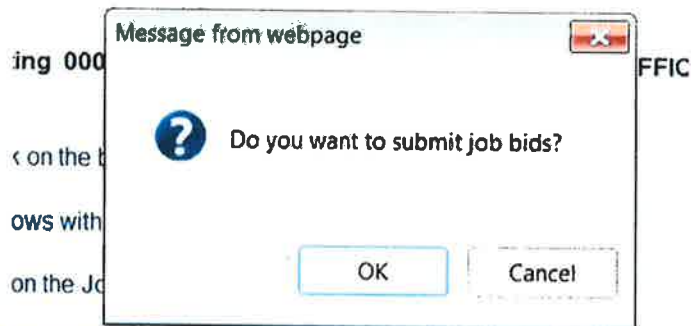 Message from webpage
ing 000
FFIC
Do you want to submit job bids?
on the
ows with
on the
OK
Cancel